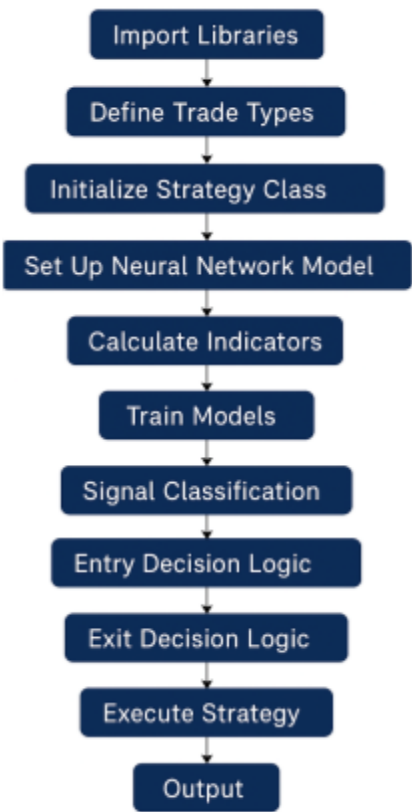 Import Libraries
Define Trade Types
Initialize Strategy Class
Set Up Neural Network Model
Calculate Indicators
Train Models
Signal Classification
Entry Decision Logic
Exit Decision Logic
Execute Strategy
Output